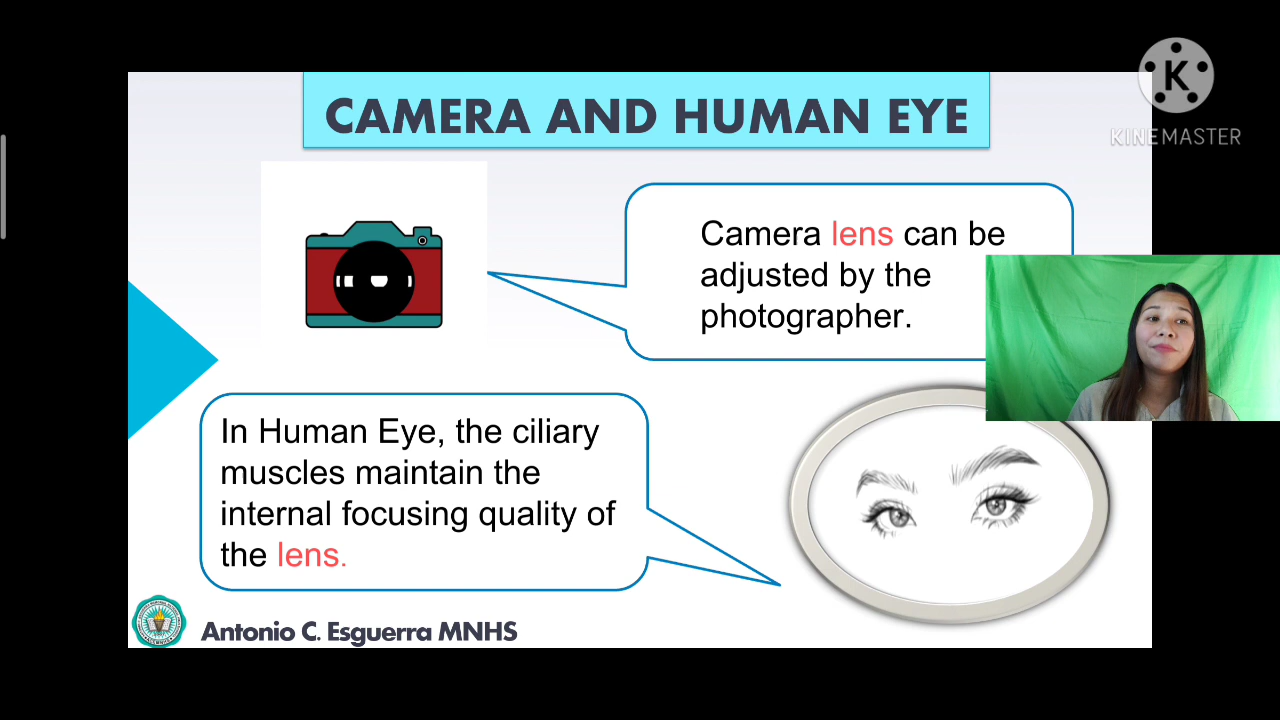 CAMERA AND HUMAN EYE
K
KINEMASTER
Camera lens can be
adjusted by the
photographer.
In Human Eye, the ciliary
muscles maintain the
internal focusing quality of
the lens.
Antonio C. Esguerra MNHS